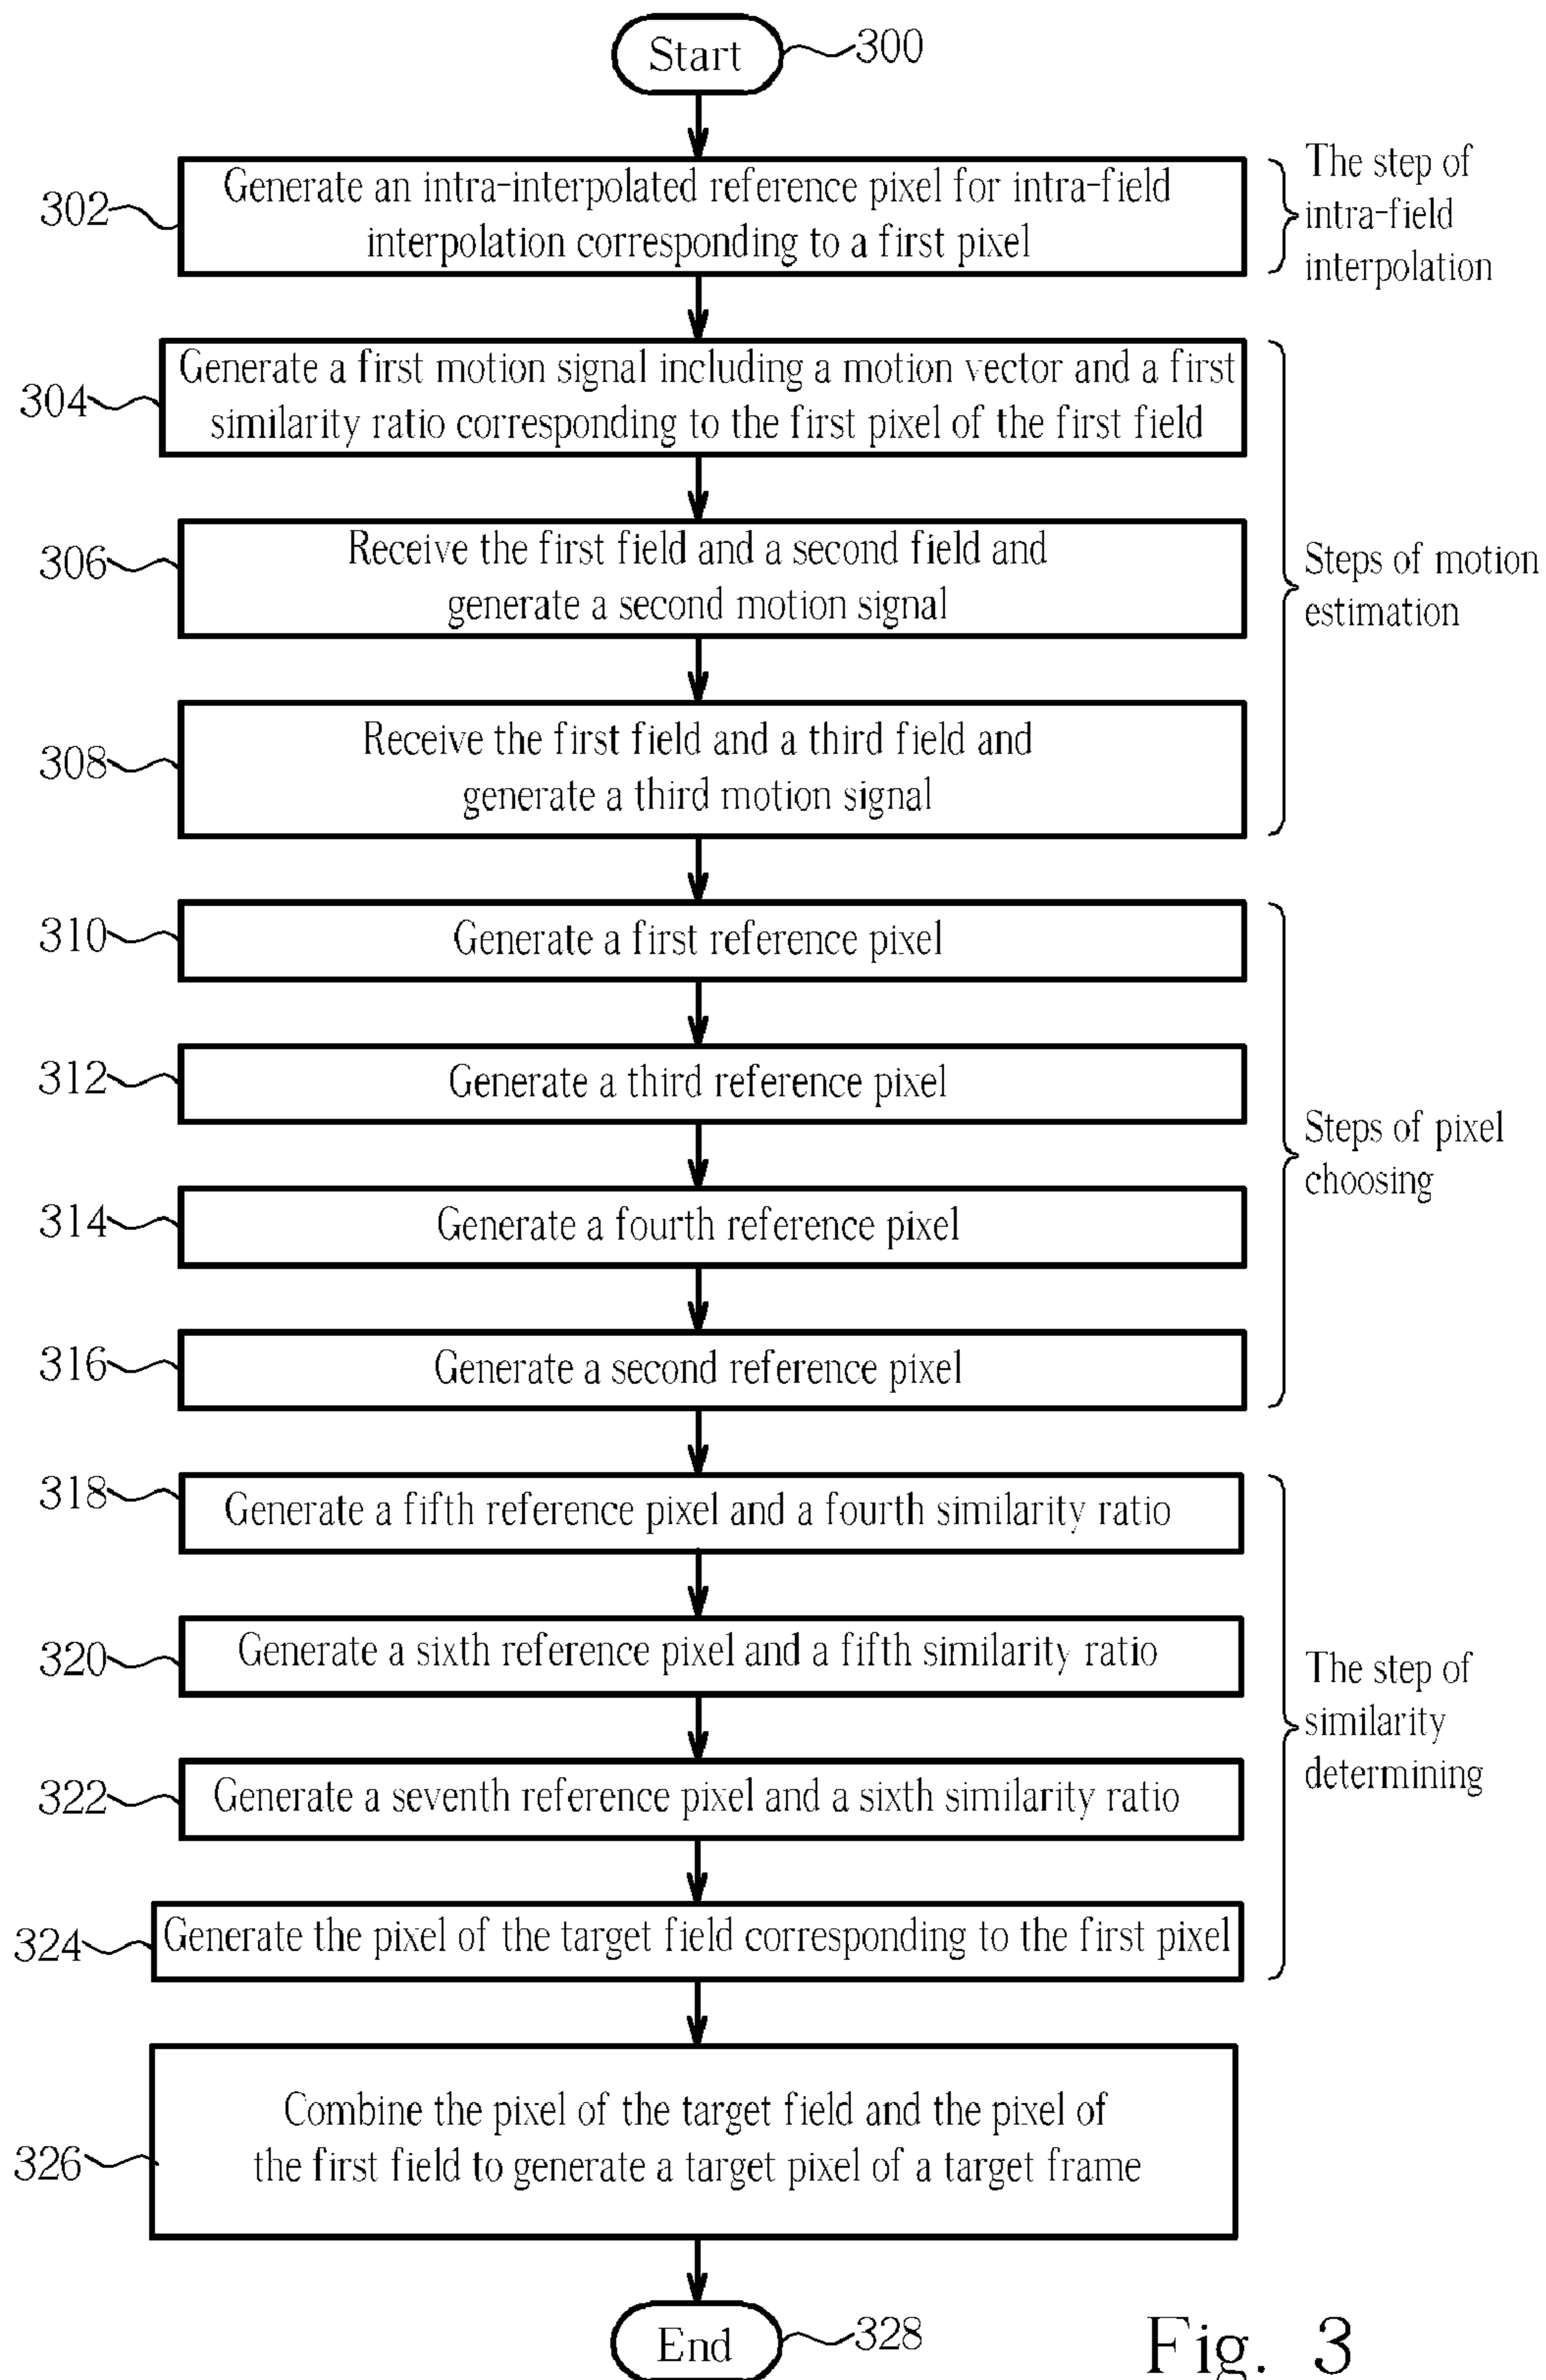 Start
300
302
Generate an intra-interpolated reference pixel for intra-field
interpolation corresponding to a first pixel
The step of
intra-field
interpolation
304
Generate a first motion signal including a motion vector and a first
similarity ratio corresponding to the first pixel of the first field
306
Receive the first field and a second field and
generate a second motion signal
Steps of motion
estimation
308
Receive the first field and a third field and
generate a third motion signal
310
Generate a first reference pixel
312
Generate a third reference pixel
Steps of pixel
choosing
314
Generate a fourth reference pixel
316
Generate a second reference pixel
318
Generate a fifth reference pixel and a fourth similarity ratio
320
Generate a sixth reference pixel and a fifth similarity ratio
The step of
similarity
determining
322
Generate a seventh reference pixel and a sixth similarity ratio
324
Generate the pixel of the target field corresponding to the first pixel
326
Combine the pixel of the target field and the pixel of
the first field to generate a target pixel of a target frame
End
328
Fig. 3